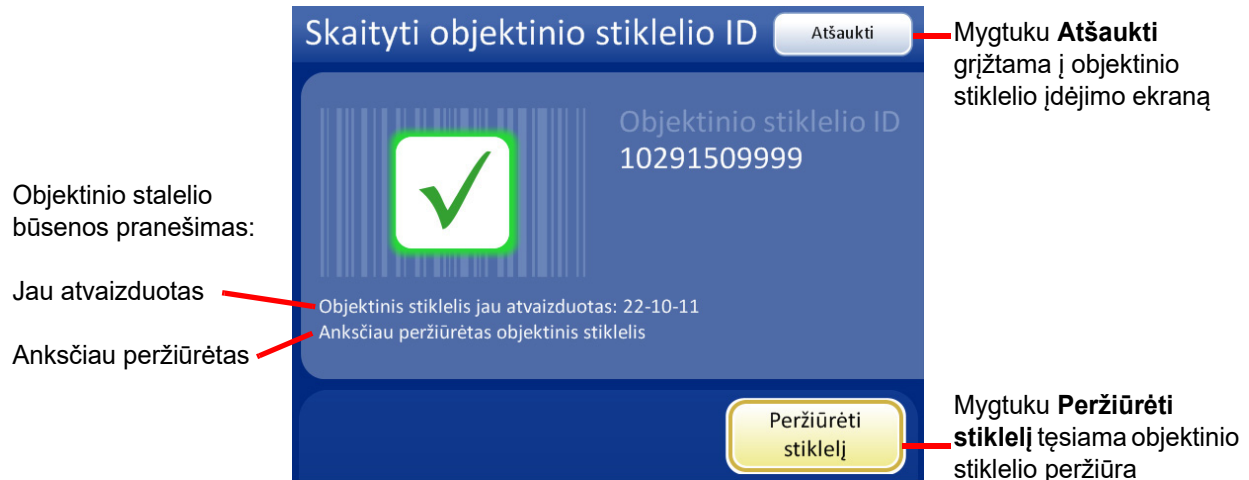 Skaityti objektinio stiklelio ID
Atšaukti
Mygtuku Atšaukti
grįžtama į objektinio
stiklelio įdėjimo ekraną
Objektinio stiklelio ID
10291509999
Objektinio stalelio
būsenos pranešimas:
Jau atvaizduotas
Objektinis stiklelis jau atvaizduotas: 22-10-11
Anksčiau peržiūrėtas objektinis stiklelis
Anksčiau peržiūrėtas
Peržiūrėti
stiklelį
Mygtuku Peržiūrėti
stiklelį tęsiama objektinio
stiklelio peržiūra